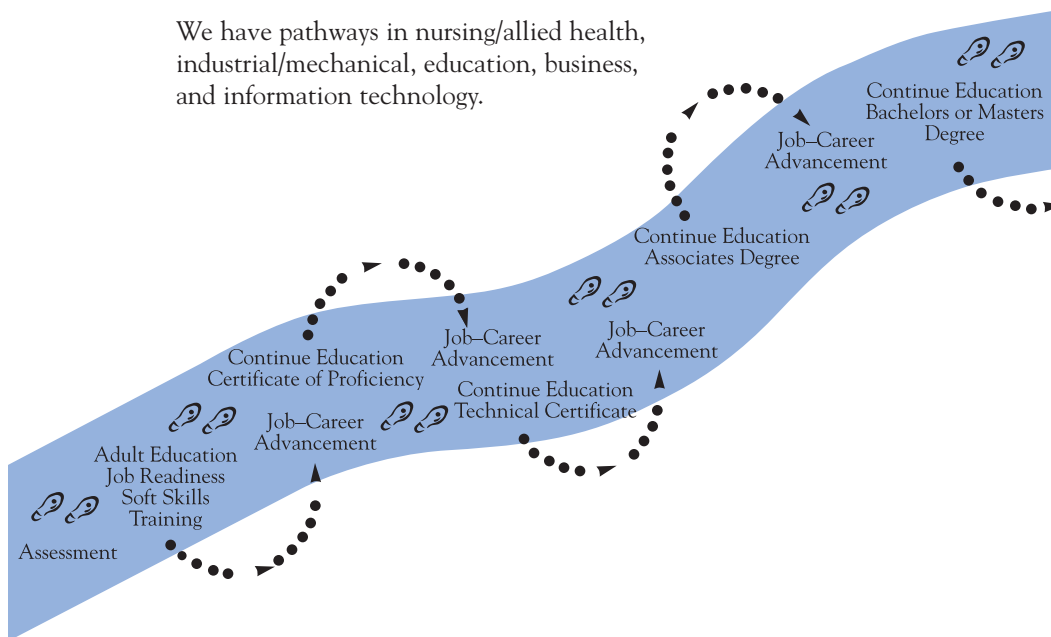 We have pathways in nursing/allied health,
industrial/mechanical, education, business,
and information technology.
Assessment
Adult Education
Job Readiness
Soft Skills
Training
Job–Career
Advancement
Continue Education
Certificate of Proficiency
Job–Career
Advancement
Continue Education
Technical Certificate
Job–Career
Advancement
Continue Education
Associates Degree
Job–Career
Advancement
Continue Education
Bachelors or Masters
Degree